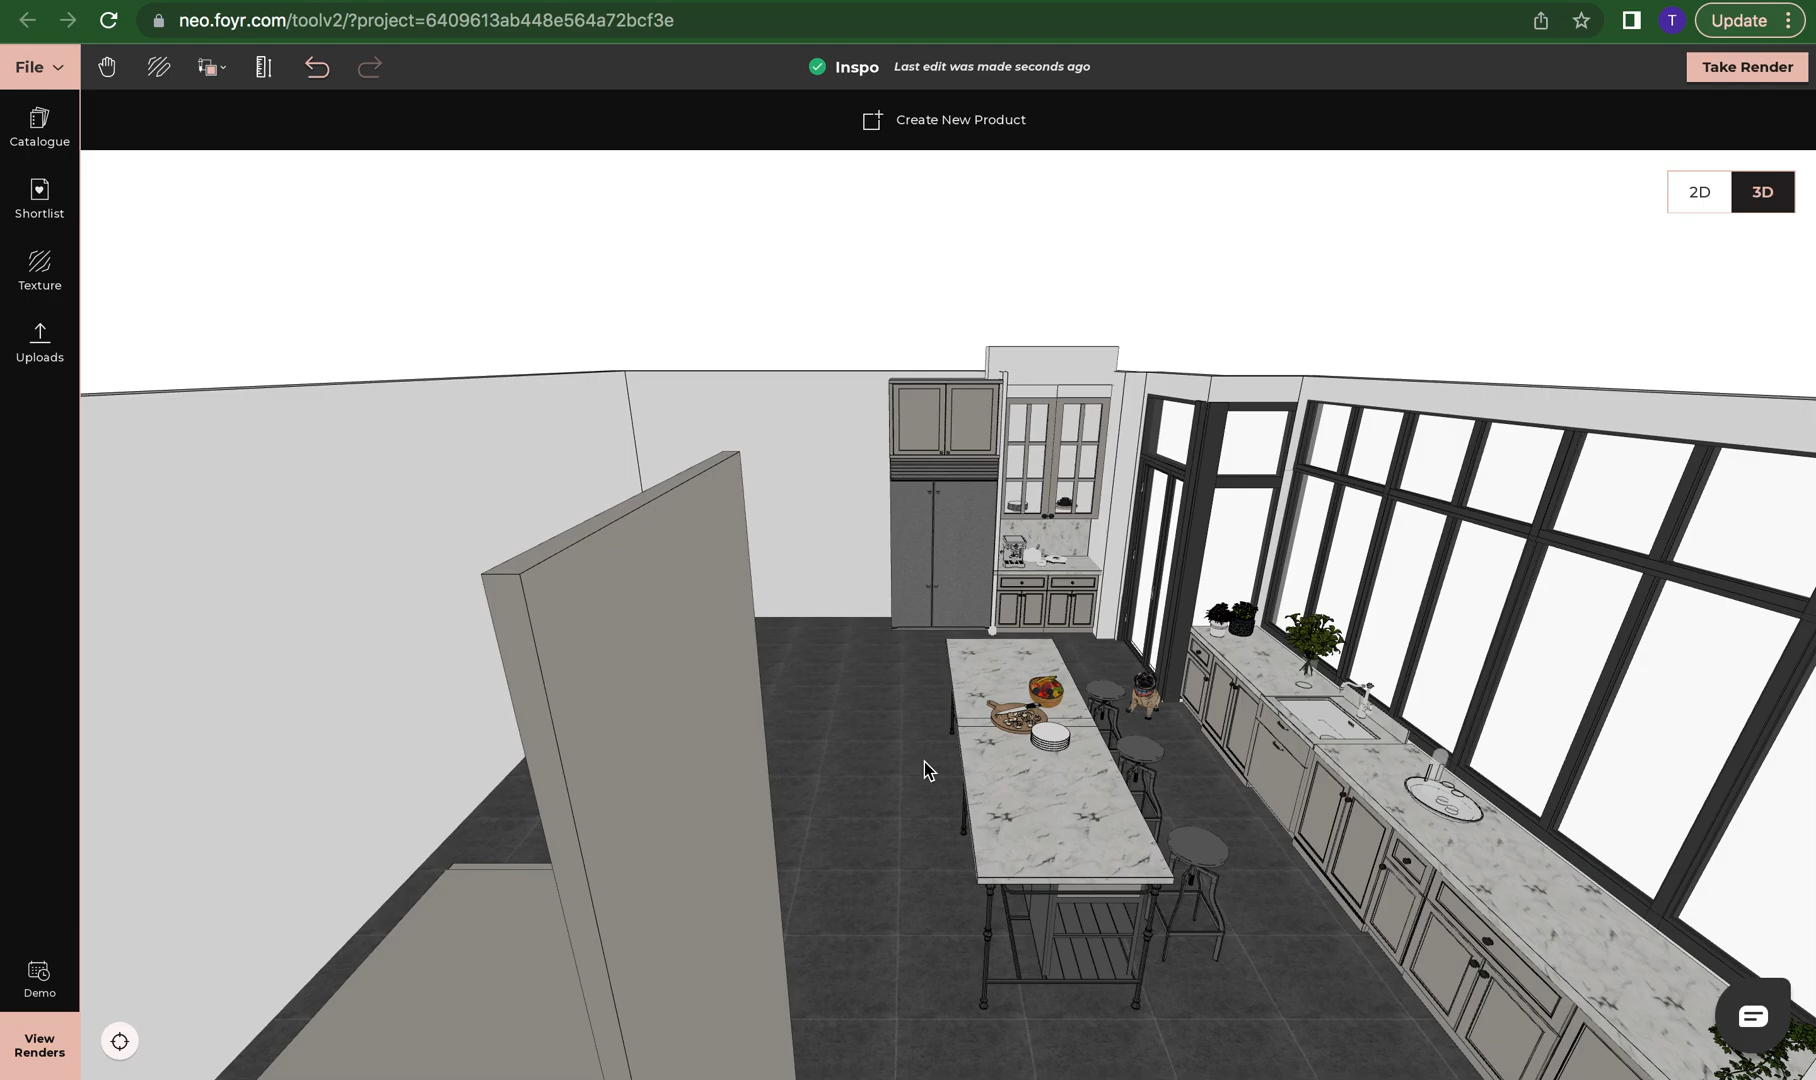 neo.foyr.com/toolv2/?project=6409613ab448e564a72bcf3e
T
Update
File
Inspo
Last edit was made seconds ago
Take Render
Create New Product
Catalogue
Shortlist
Texture
Uploads
2D
3D
Demo
View
Renders